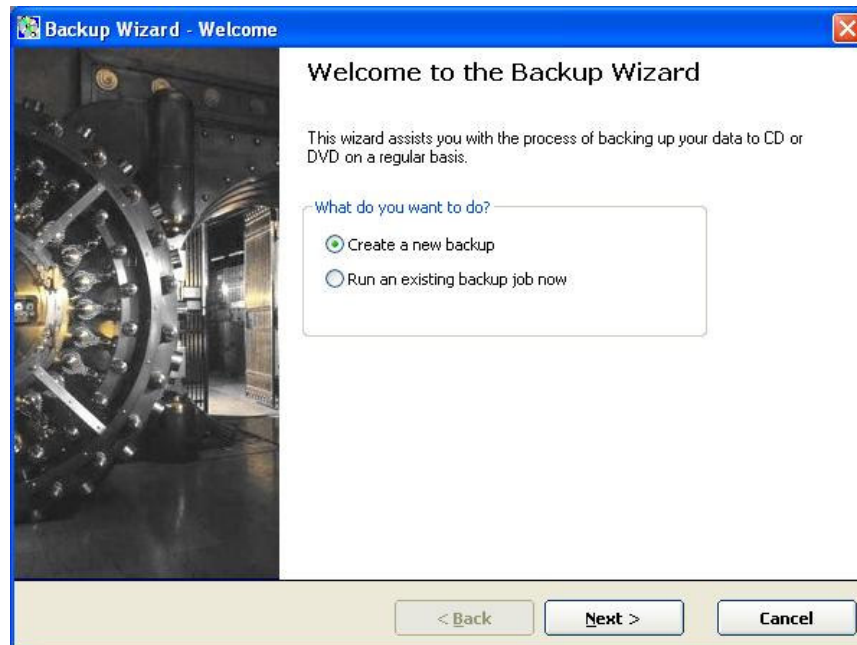 Backup Wizard - Welcome
Welcome to the Backup Wizard
This wizard assists you with the process of backing up your data to CD or
DVD on a regular basis.
What do you want to do?
Create a new backup
Run an existing backup job now
< Back
Next >
Cancel